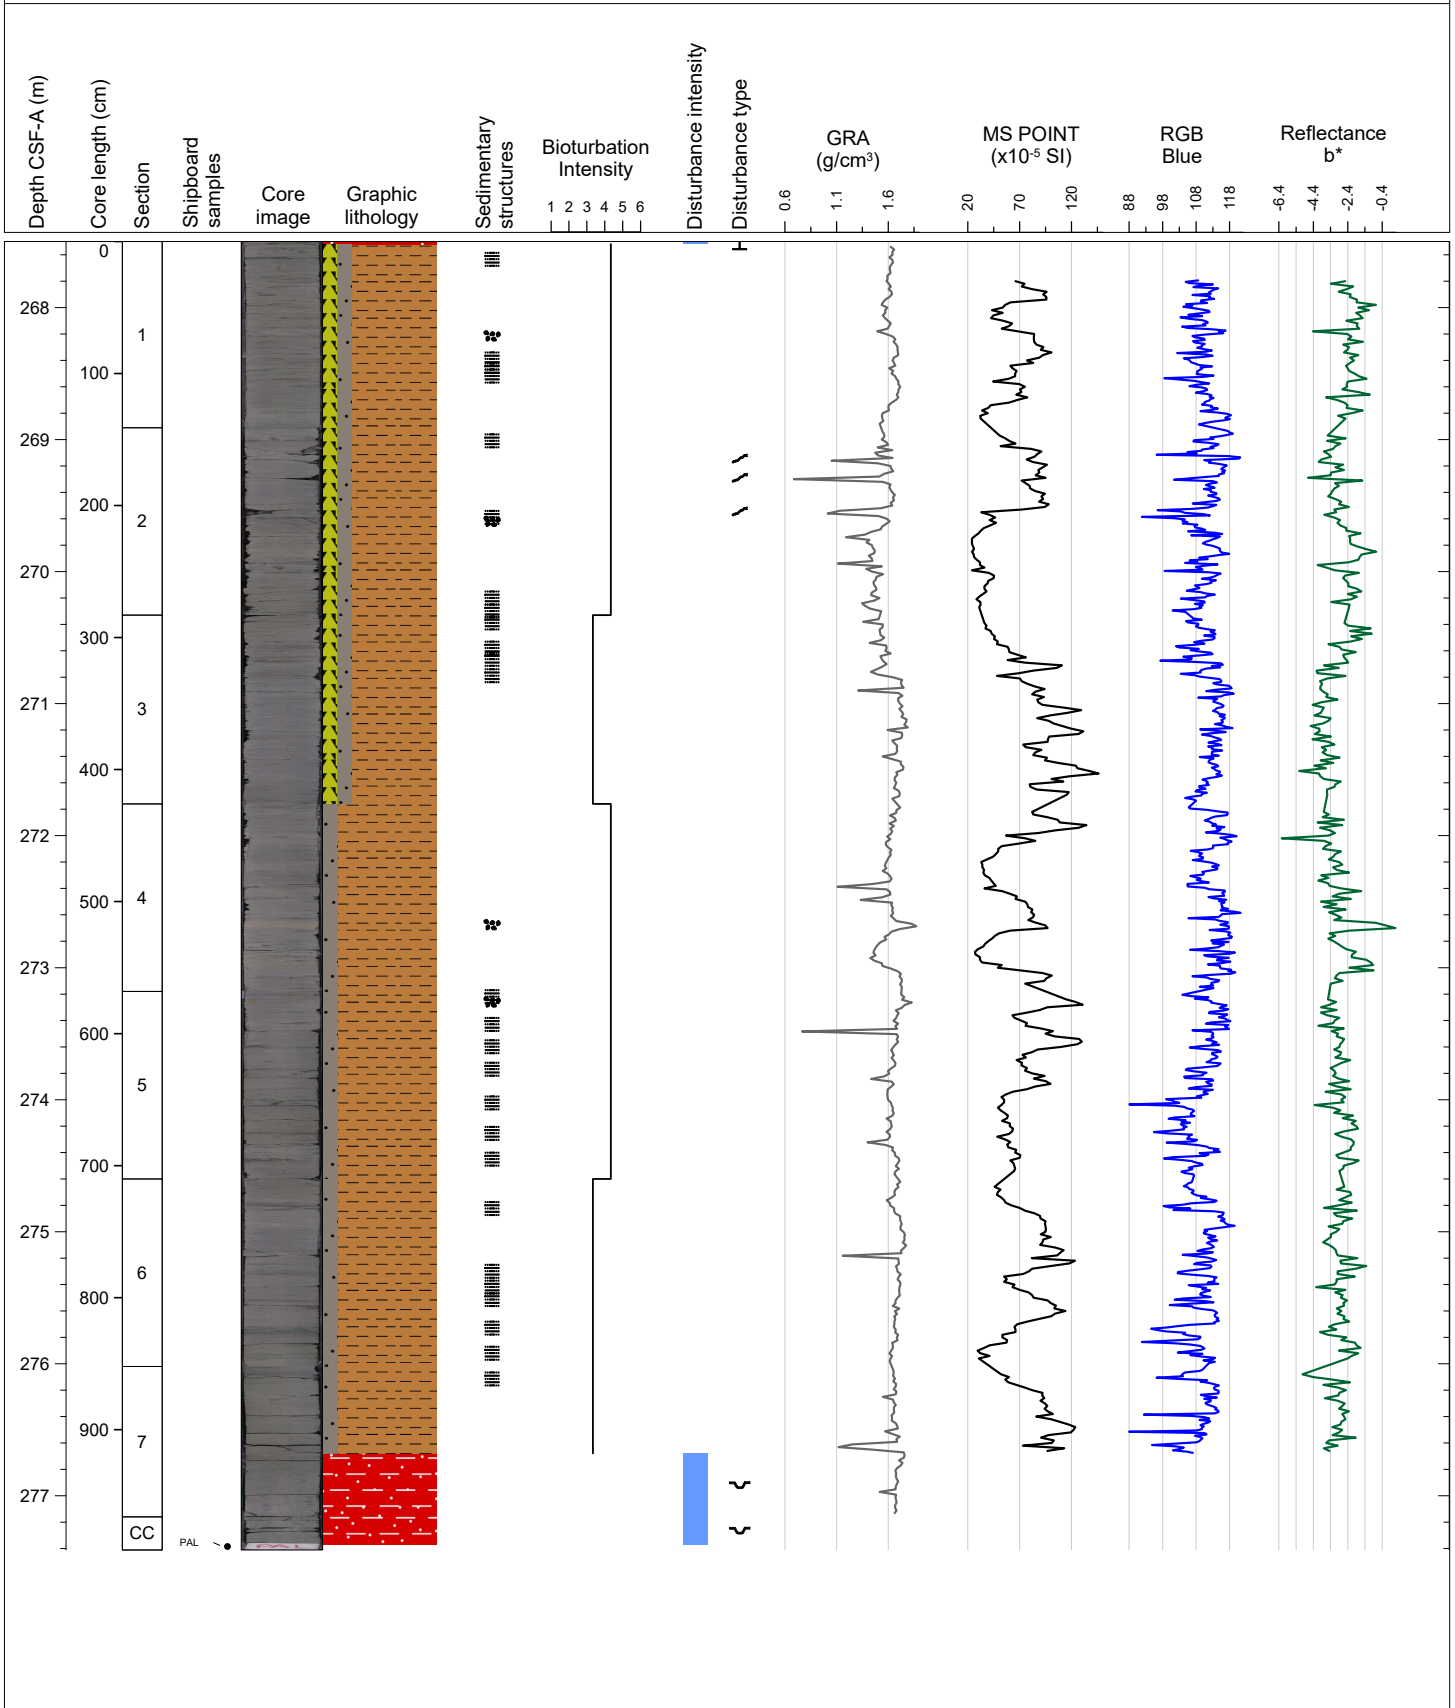 Depth CSF-A (m)
Core length (cm)
Section
Shipboard
samples
Core
image
Graphic
lithology
Sedimentary
structures
Bioturbation
Intensity
1 2 3 4 5 6
Disturbance intensity
Disturbance type
GRA
(g/cm³)
0.6 1.1 1.6
MS POINT
(x10⁻⁵ SI)
20 70 120
RGB
Blue
88 98 108 118
Reflectance
b*
-6.4 -4.4 -2.4 -0.4
0
268
1
100
269
200
2
270
300
271
3
400
272
4
500
273
600
5
274
700
275
6
800
276
900
7
277
CC
PAL
PAL